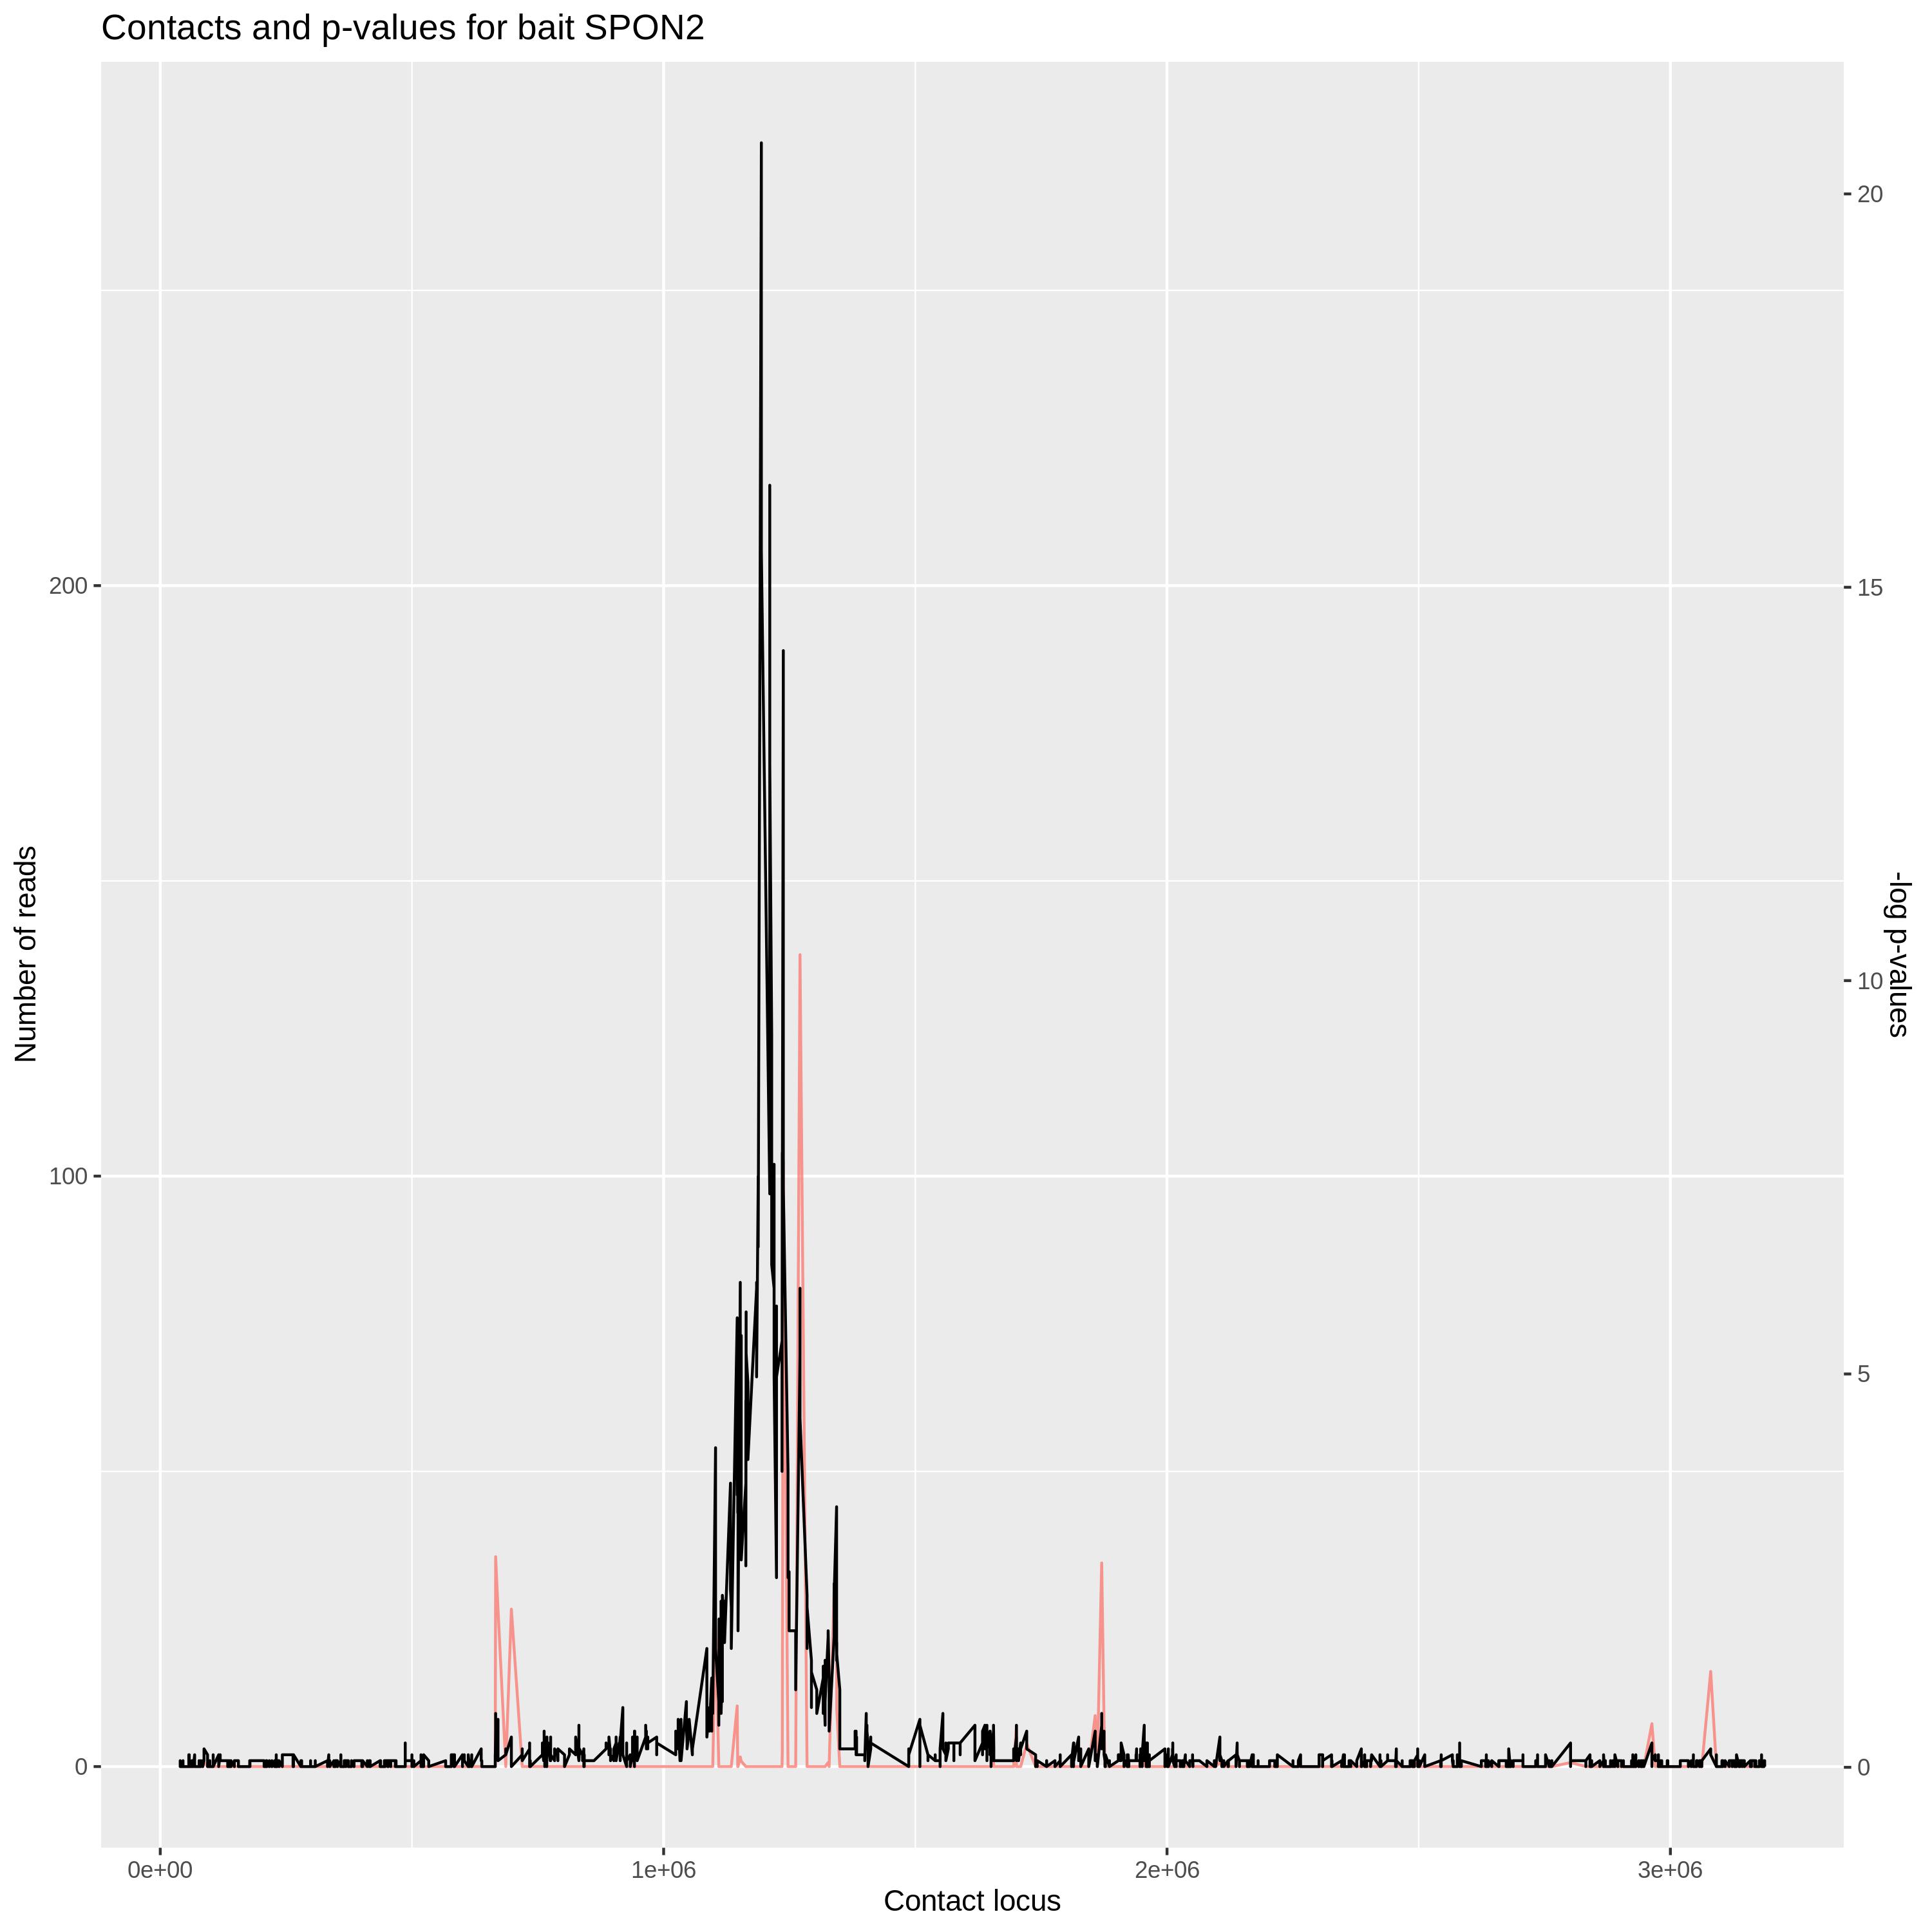 Contacts and p-values for bait SPON2
Number of reads
200
100
0
20
15
10
5
0
-log p-values
0e+00
1e+06
2e+06
3e+06
Contact locus